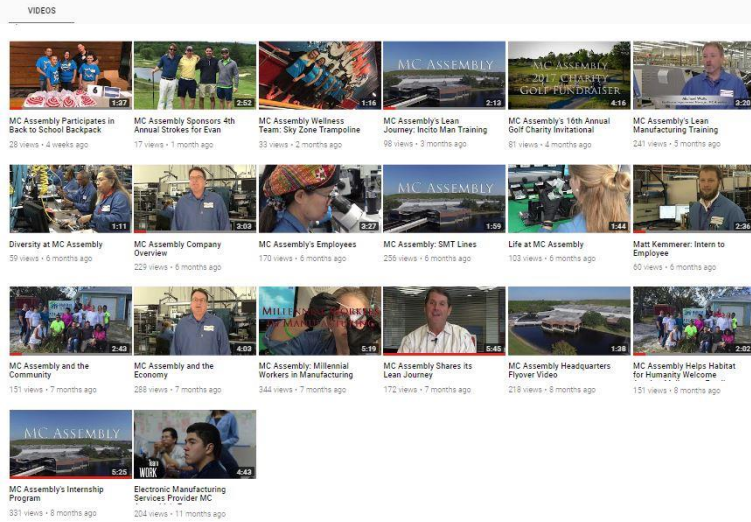 VIDEOS
1:37
2:52
1:16
MC ASSEMBLY
2:13
MC ASSEMBLY
2017 CHARITY
GOLF FUNDRAISER
4:16
3:20
MC Assembly Participates in
Back to School Backpack
28 views • 4 weeks ago
MC Assembly Sponsors 4th
Annual Strokes for Evan
17 views • 1 month ago
MC Assembly Wellness
Team: Sky Zone Trampoline
33 views • 2 months ago
MC Assembly's Lean
Journey: Incito Man Training
98 views • 3 months ago
MC Assembly's 16th Annual
Golf Charity Invitational
81 views • 4 months ago
MC Assembly's Lean
Manufacturing Training
241 views • 5 months ago
1:11
3:03
3:27
MC ASSEMBLY
1:59
1:44
2:36
Diversity at MC Assembly
59 views • 6 months ago
MC Assembly Company
Overview
229 views • 6 months ago
MC Assembly's Employees
170 views • 6 months ago
MC Assembly: SMT Lines
256 views • 6 months ago
Life at MC Assembly
103 views • 6 months ago
Matt Kemmerer: Intern to
Employee
60 views • 6 months ago
2:43
4:03
MILLENNIAL WORKERS
IN MANUFACTURING
5:19
5:45
1:38
2:02
MC Assembly and the
Community
151 views • 7 months ago
MC Assembly and the
Economy
288 views • 7 months ago
MC Assembly: Millennial
Workers in Manufacturing
344 views • 7 months ago
MC Assembly Shares its
Lean Journey
172 views • 7 months ago
MC Assembly Headquarters
Flyover Video
218 views • 8 months ago
MC Assembly Helps Habitat
for Humanity Welcome
151 views • 8 months ago
MC ASSEMBLY
5:25
WORK
4:43
MC Assembly's Internship
Program
331 views • 8 months ago
Electronic Manufacturing
Services Provider MC
204 views • 11 months ago